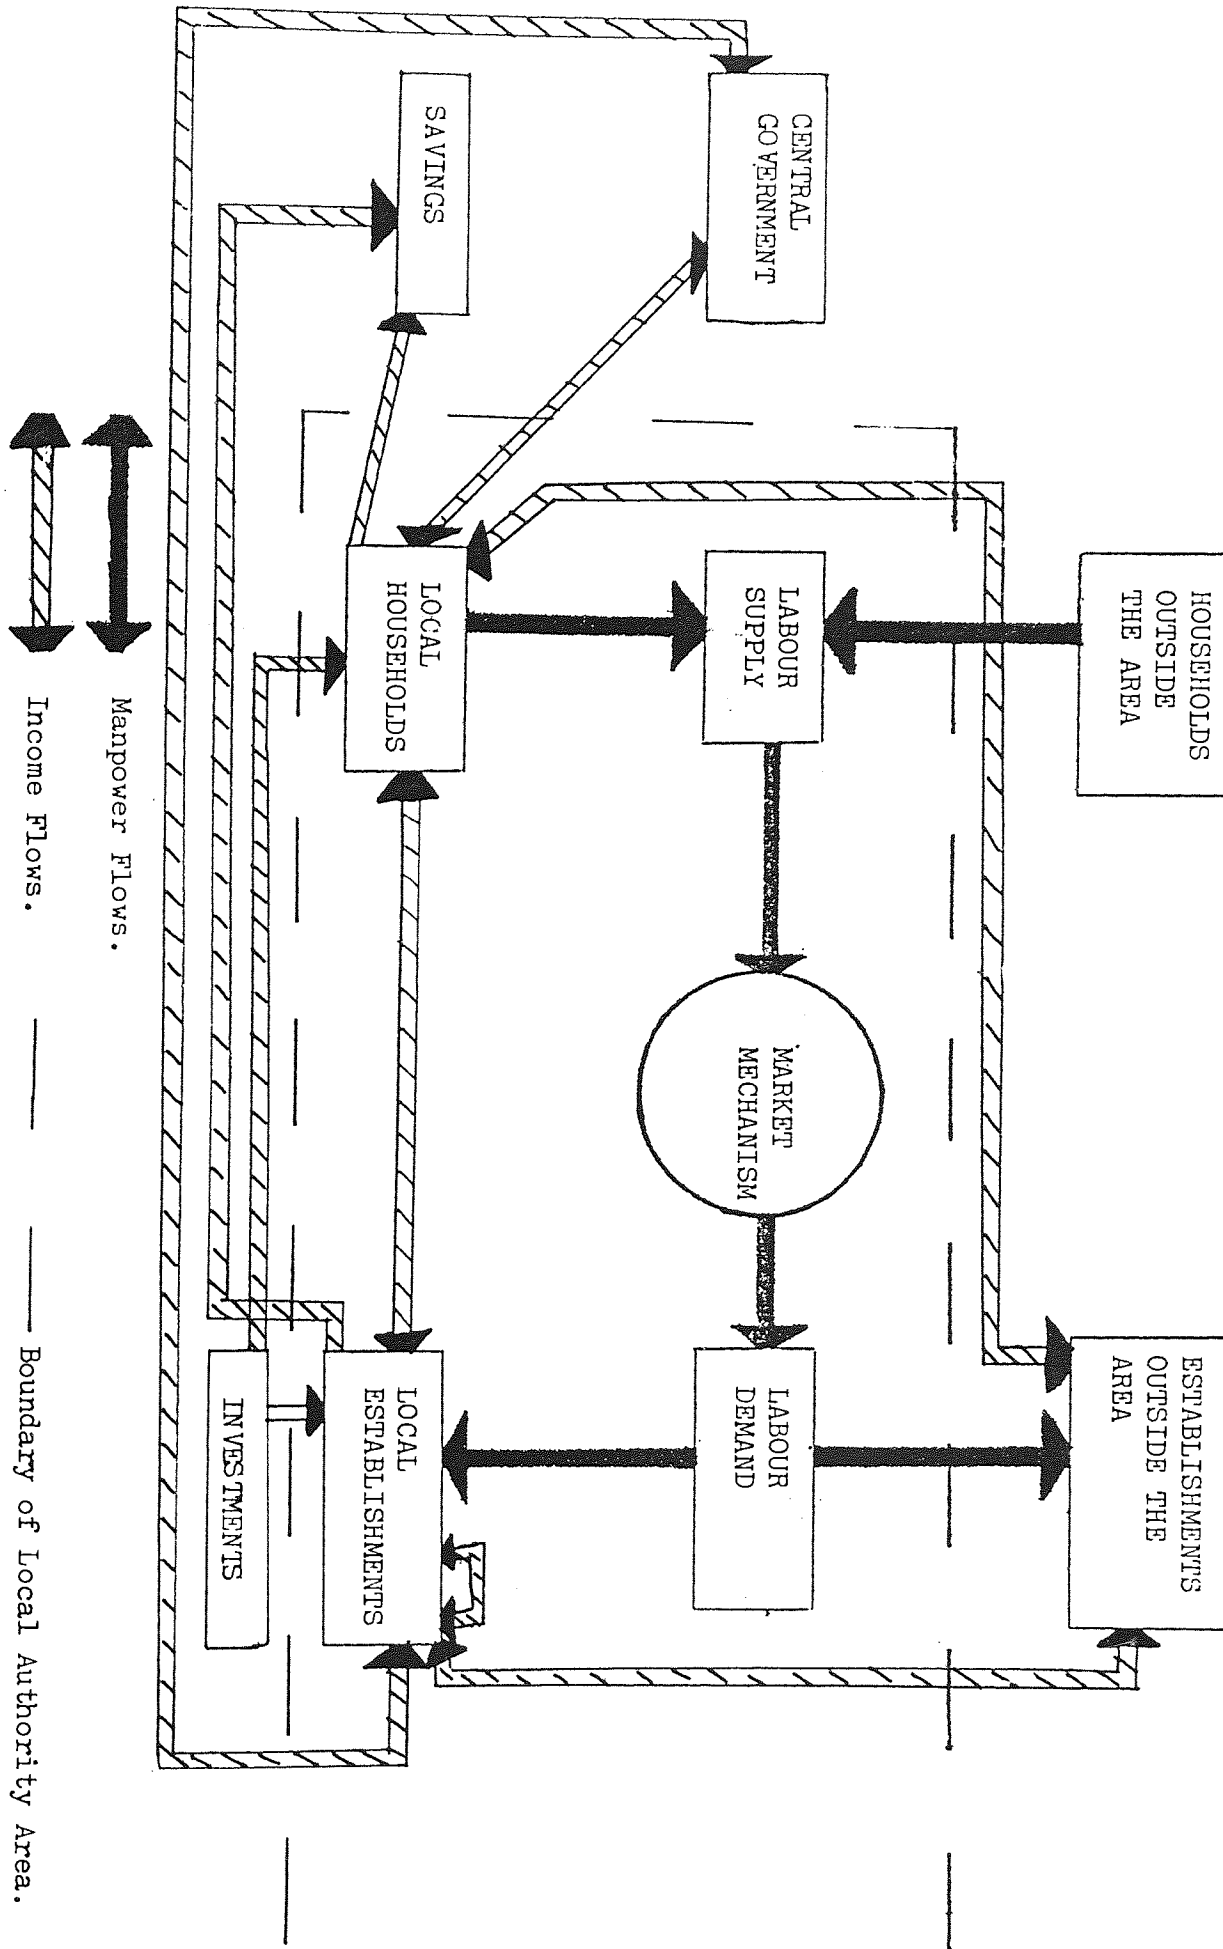 HOUSEHOLDS
OUTSIDE
THE AREA
ESTABLISHMENTS
OUTSIDE THE
AREA
CENTRAL
GOVERNMENT
LABOUR
SUPPLY
MARKET
MECHANISM
LABOUR
DEMAND
SAVINGS
LOCAL
HOUSEHOLDS
LOCAL
ESTABLISHMENTS
INVESTMENTS
Manpower Flows.
Income Flows.
Boundary of Local Authority Area.